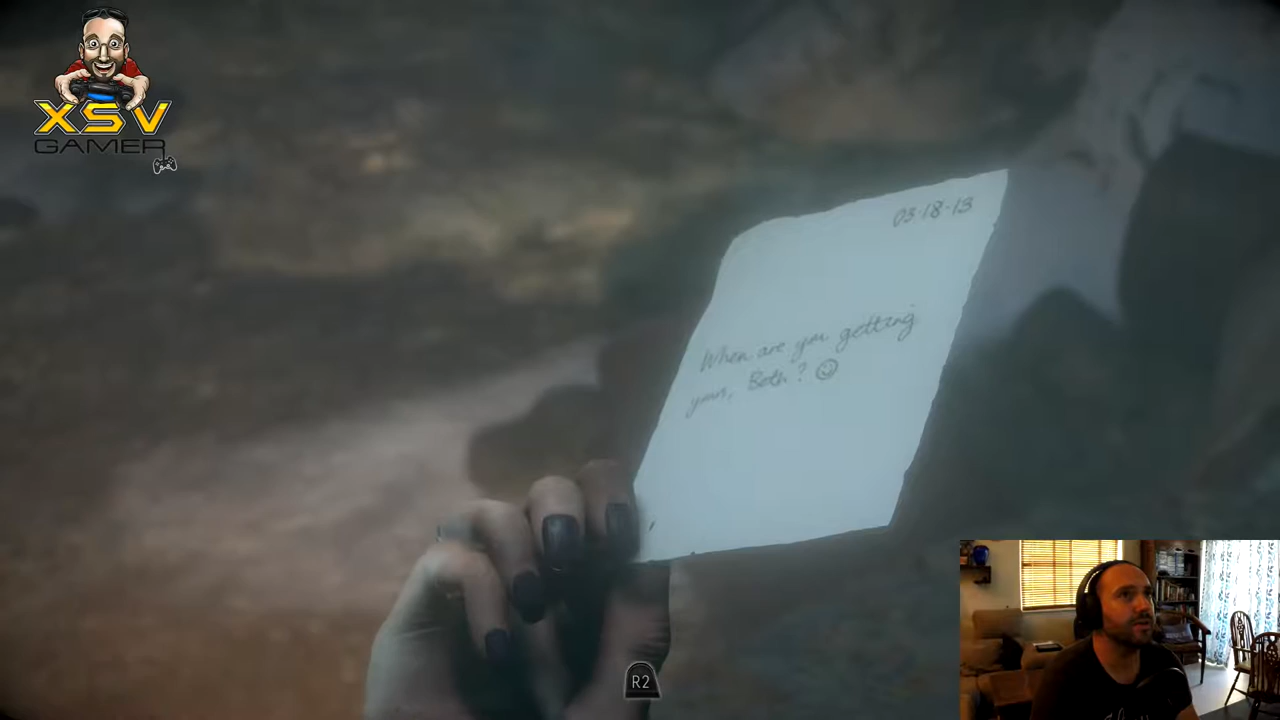 XSV
GAMER
03·18·13
When are you getting
yours, Beth? ☺
R2